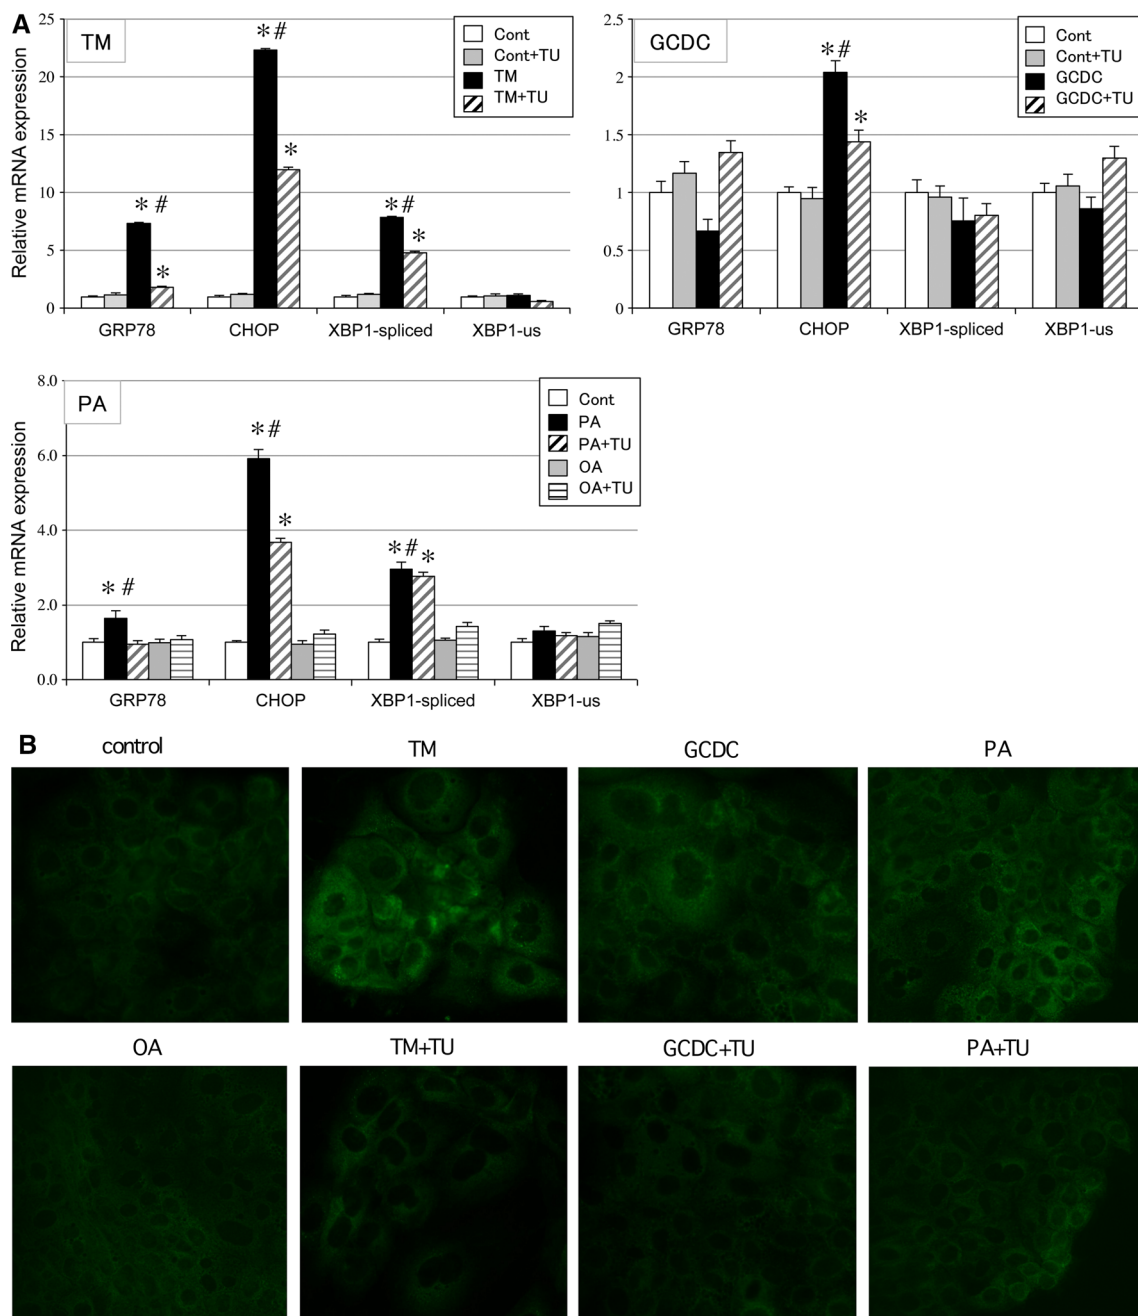 A
TM
Relative mRNA expression
25
20
15
10
5
0
* #
*
* #
*
* #
*
GRP78
CHOP
XBP1-spliced
XBP1-us
Cont
Cont+TU
TM
TM+TU
GCDC
2.5
2
1.5
1
0.5
0
* #
*
GRP78
CHOP
XBP1-spliced
XBP1-us
Cont
Cont+TU
GCDC
GCDC+TU
PA
Relative mRNA expression
8.0
6.0
4.0
2.0
0.0
* #
* #
*
* # *
GRP78
CHOP
XBP1-spliced
XBP1-us
Cont
PA
PA+TU
OA
OA+TU
B
control
TM
GCDC
PA
OA
TM+TU
GCDC+TU
PA+TU